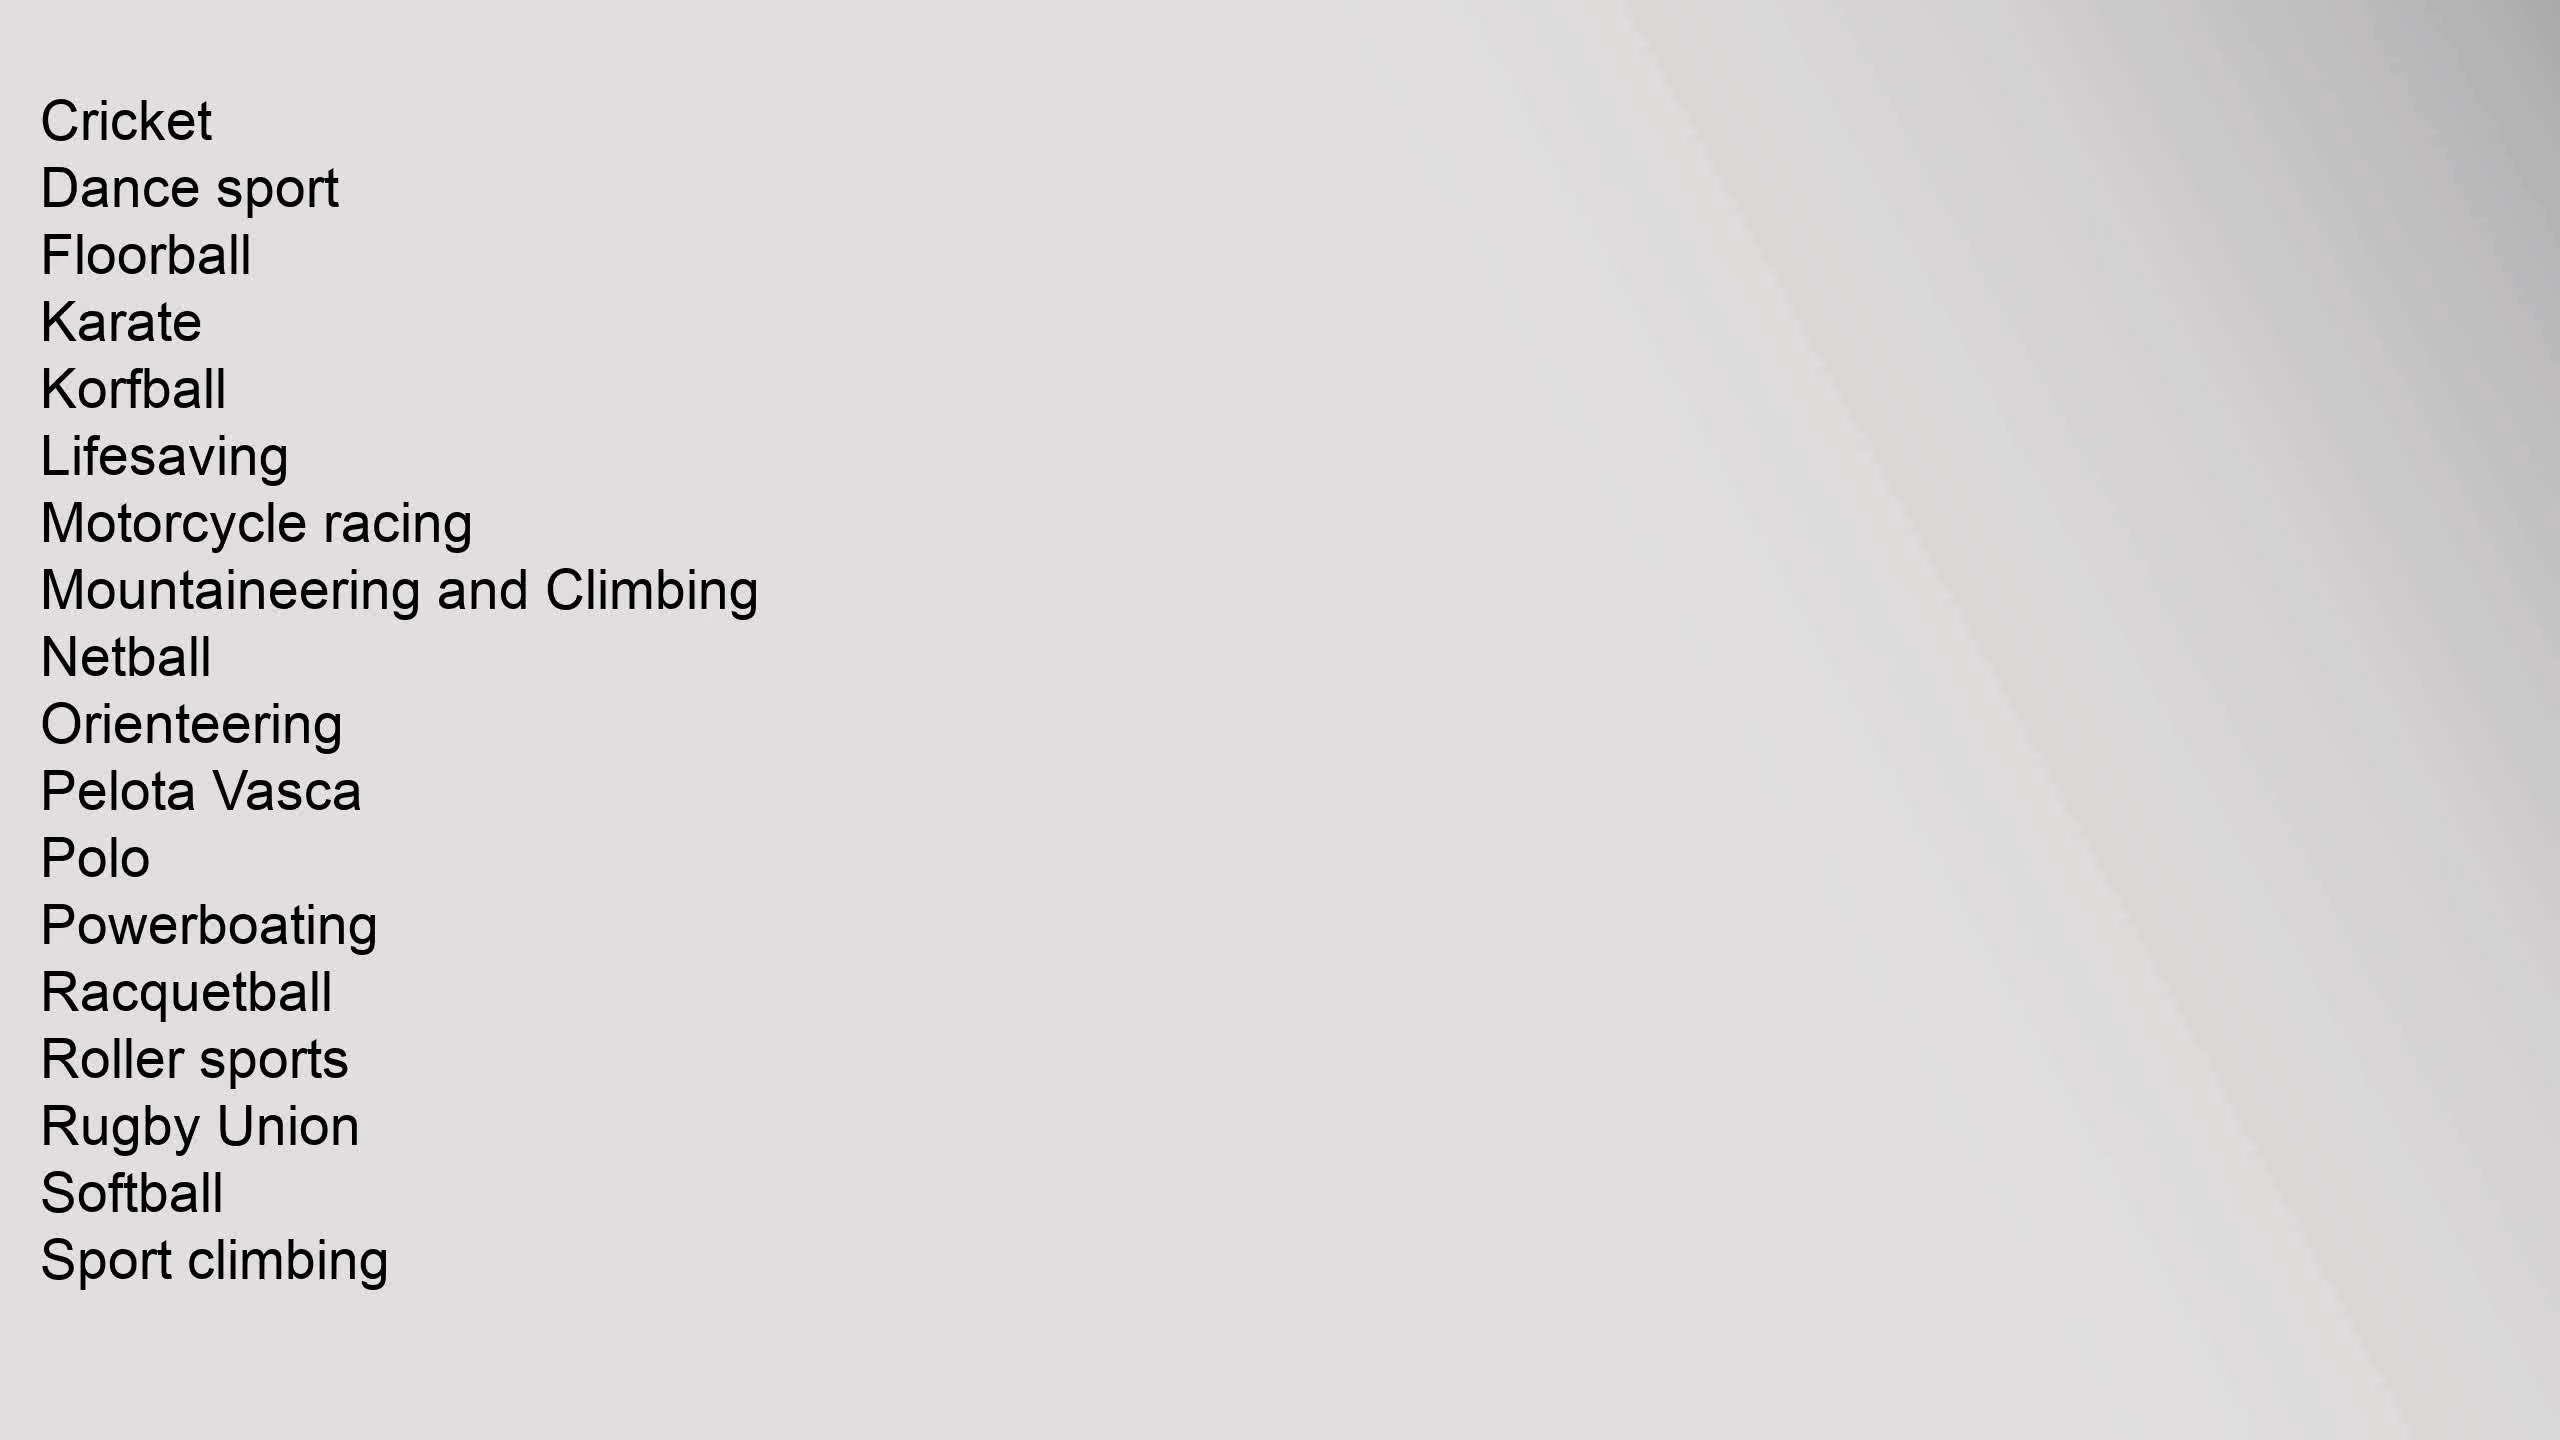 Cricket
Dance sport
Floorball
Karate
Korfball
Lifesaving
Motorcycle racing
Mountaineering and Climbing
Netball
Orienteering
Pelota Vasca
Polo
Powerboating
Racquetball
Roller sports
Rugby Union
Softball
Sport climbing